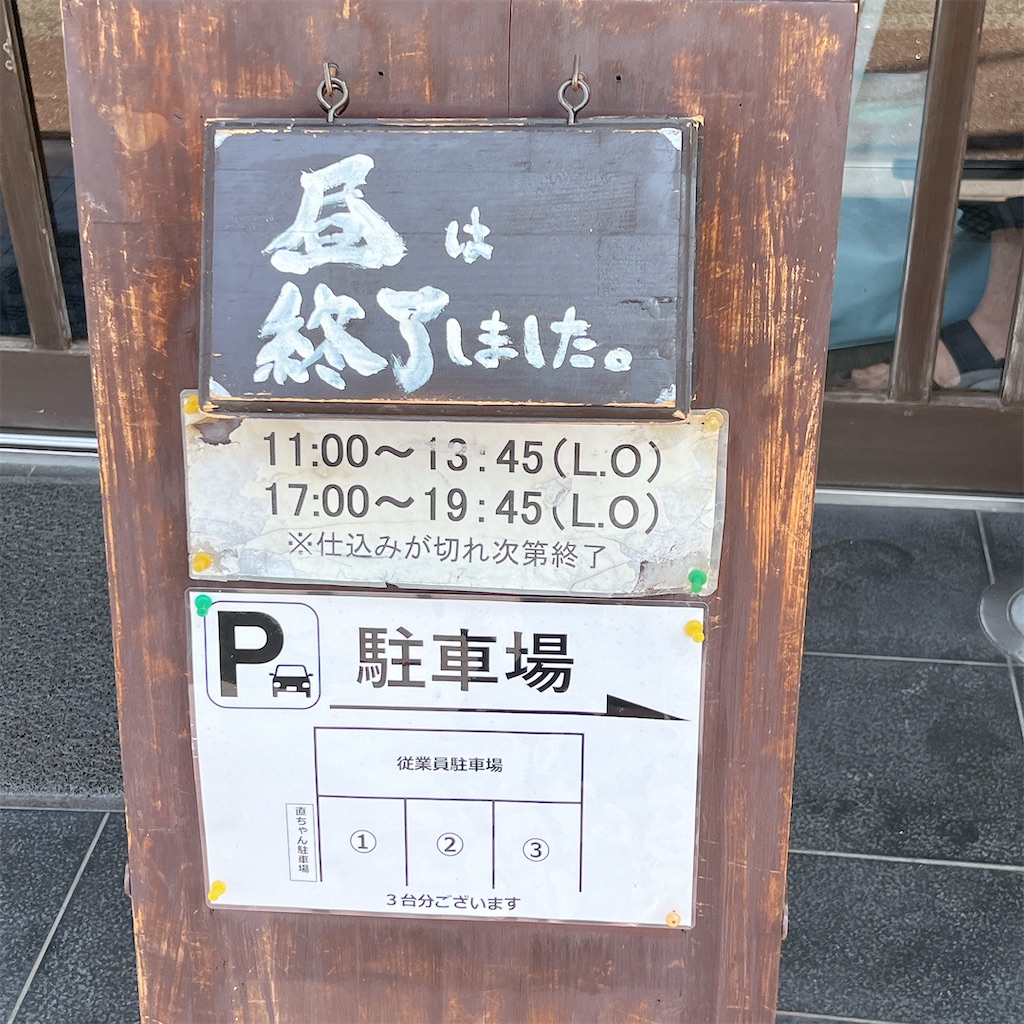 昼は
終了しました。
11:00～13:45(L.O)
17:00～19:45(L.O)
※仕込みが切れ次第終了
P 駐車場
従業員駐車場
直ちゃん駐車場
① ② ③
3台分ございます